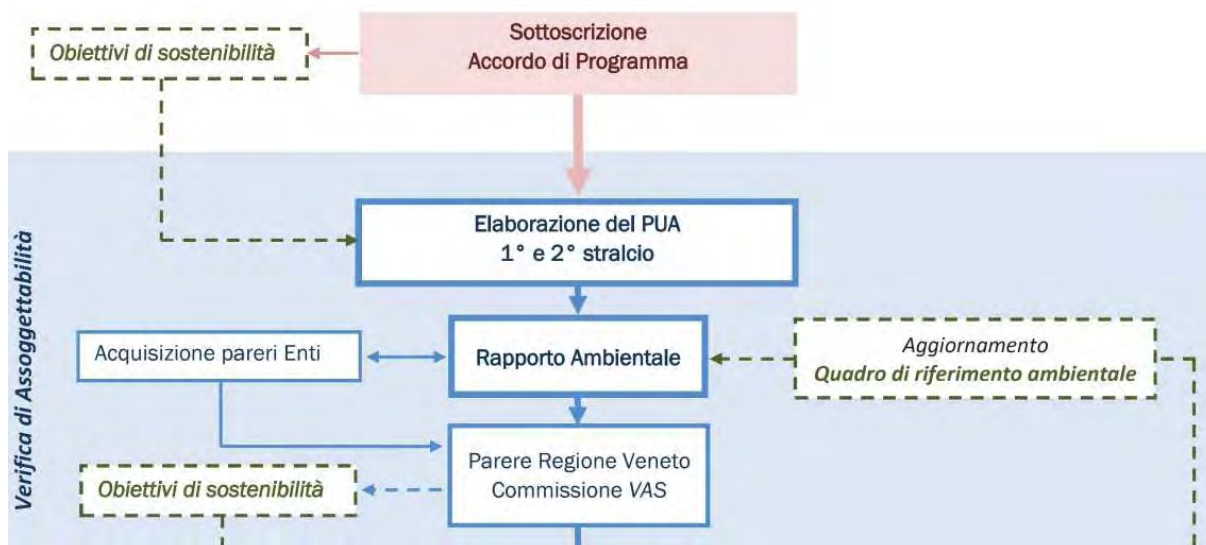 Sottoscrizione
Accordo di Programma
Obiettivi di sostenibilità
Elaborazione del PUA
1° e 2° stralcio
Verifica di Assoggettabilità
Acquisizione pareri Enti
Rapporto Ambientale
Aggiornamento
Quadro di riferimento ambientale
Parere Regione Veneto
Commissione VAS
Obiettivi di sostenibilità